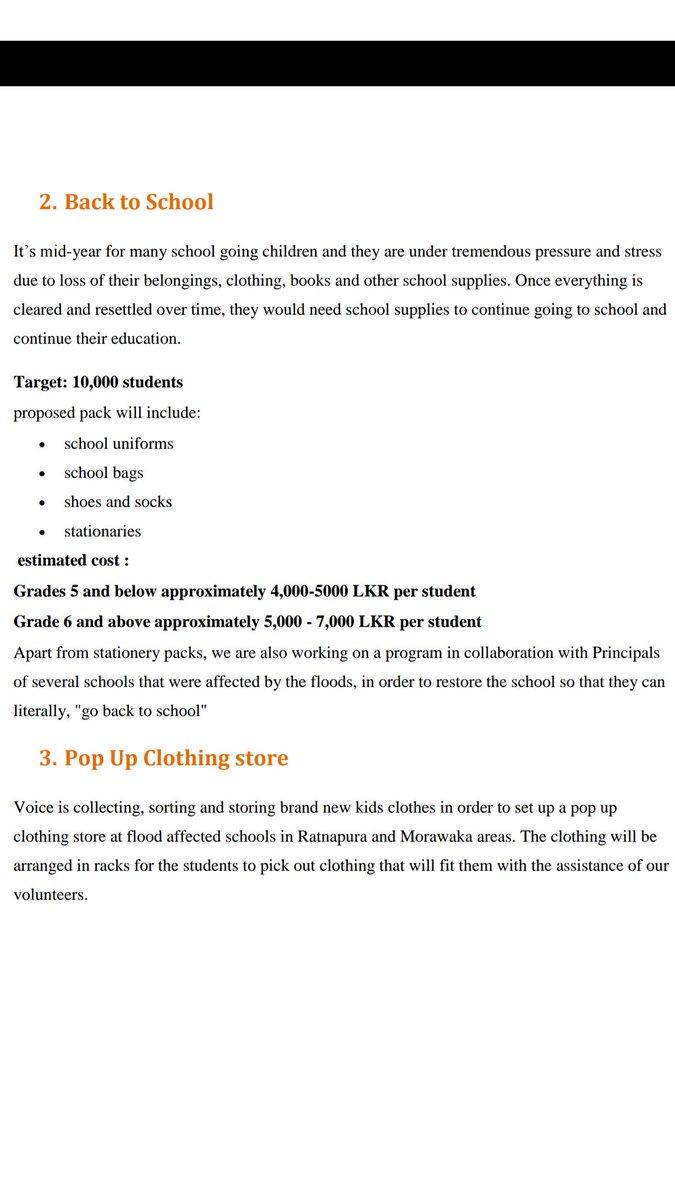 2. Back to School
It’s mid-year for many school going children and they are under tremendous pressure and stress
due to loss of their belongings, clothing, books and other school supplies. Once everything is
cleared and resettled over time, they would need school supplies to continue going to school and
continue their education.
Target: 10,000 students
proposed pack will include:
• school uniforms
• school bags
• shoes and socks
• stationaries
estimated cost :
Grades 5 and below approximately 4,000-5000 LKR per student
Grade 6 and above approximately 5,000 - 7,000 LKR per student
Apart from stationery packs, we are also working on a program in collaboration with Principals
of several schools that were affected by the floods, in order to restore the school so that they can
literally, "go back to school"
3. Pop Up Clothing store
Voice is collecting, sorting and storing brand new kids clothes in order to set up a pop up
clothing store at flood affected schools in Ratnapura and Morawaka areas. The clothing will be
arranged in racks for the students to pick out clothing that will fit them with the assistance of our
volunteers.